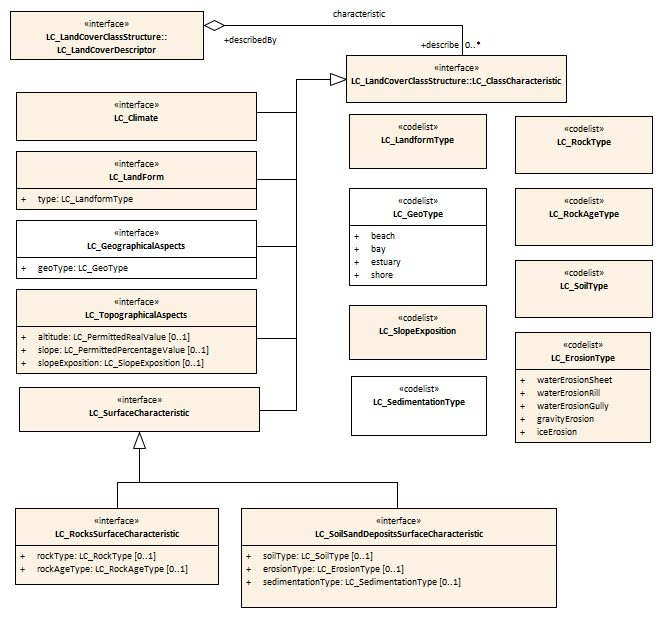 «interface»
LC_LandCoverClassStructure::
LC_LandCoverDescriptor
characteristic
+describedBy
+describe 0..*
«interface»
LC_LandCoverClassStructure::LC_ClassCharacteristic
«interface»
LC_Climate
«interface»
LC_LandForm
+ type: LC_LandformType
«interface»
LC_GeographicalAspects
+ geoType: LC_GeoType
«interface»
LC_TopographicalAspects
+ altitude: LC_PermittedRealValue [0..1]
+ slope: LC_PermittedPercentageValue [0..1]
+ slopeExposition: LC_SlopeExposition [0..1]
«interface»
LC_SurfaceCharacteristic
«codelist»
LC_LandformType
«codelist»
LC_GeoType
+ beach
+ bay
+ estuary
+ shore
«codelist»
LC_SlopeExposition
«codelist»
LC_SedimentationType
«codelist»
LC_RockType
«codelist»
LC_RockAgeType
«codelist»
LC_SoilType
«codelist»
LC_ErosionType
+ waterErosionSheet
+ waterErosionRill
+ waterErosionGully
+ gravityErosion
+ iceErosion
«interface»
LC_RocksSurfaceCharacteristic
+ rockType: LC_RockType [0..1]
+ rockAgeType: LC_RockAgeType [0..1]
«interface»
LC_SoilSandDepositsSurfaceCharacteristic
+ soilType: LC_SoilType [0..1]
+ erosionType: LC_ErosionType [0..1]
+ sedimentationType: LC_SedimentationType [0..1]